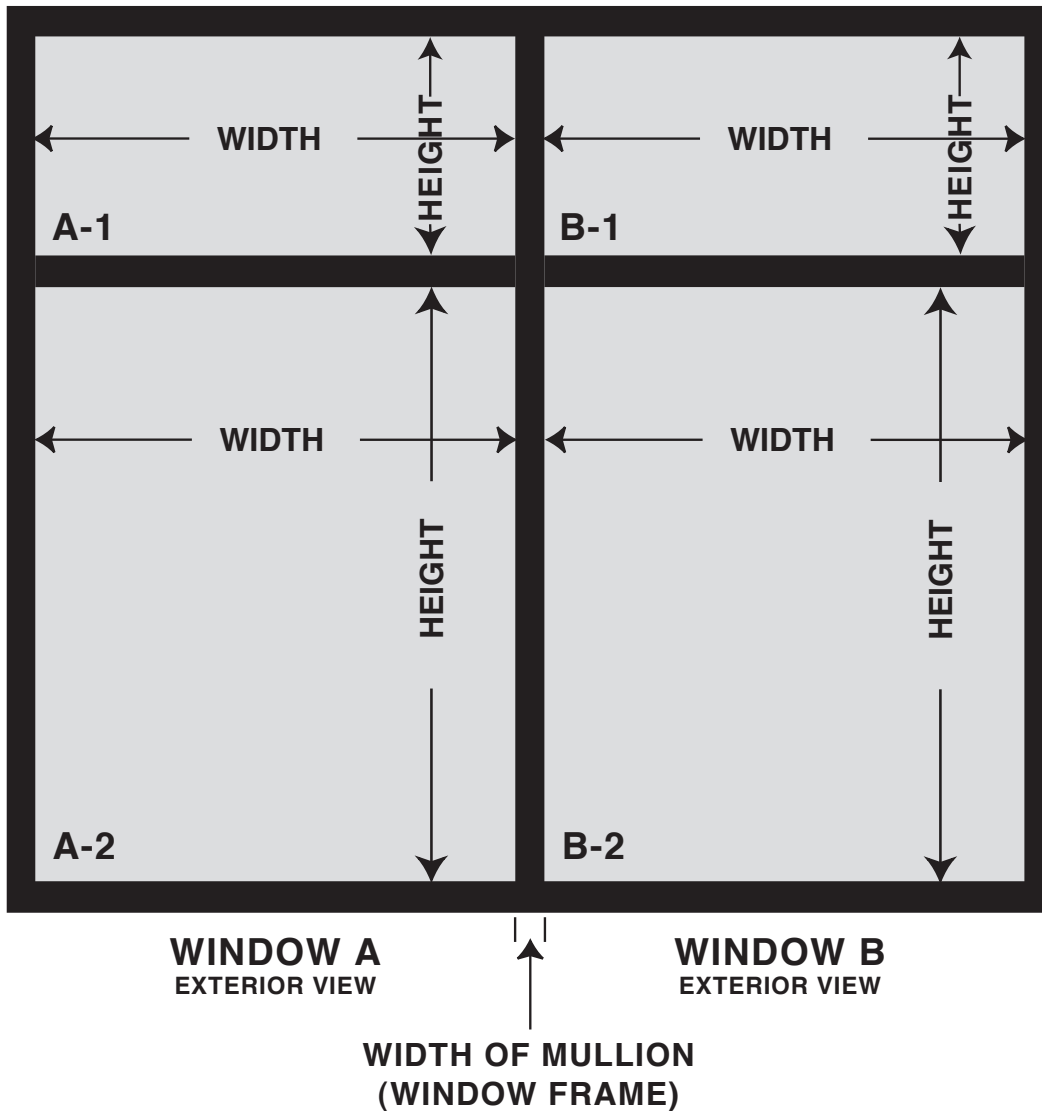 WIDTH
HEIGHT
A-1
WIDTH
HEIGHT
B-1
WIDTH
HEIGHT
A-2
WIDTH
HEIGHT
B-2
WINDOW A
EXTERIOR VIEW
WINDOW B
EXTERIOR VIEW
WIDTH OF MULLION
(WINDOW FRAME)